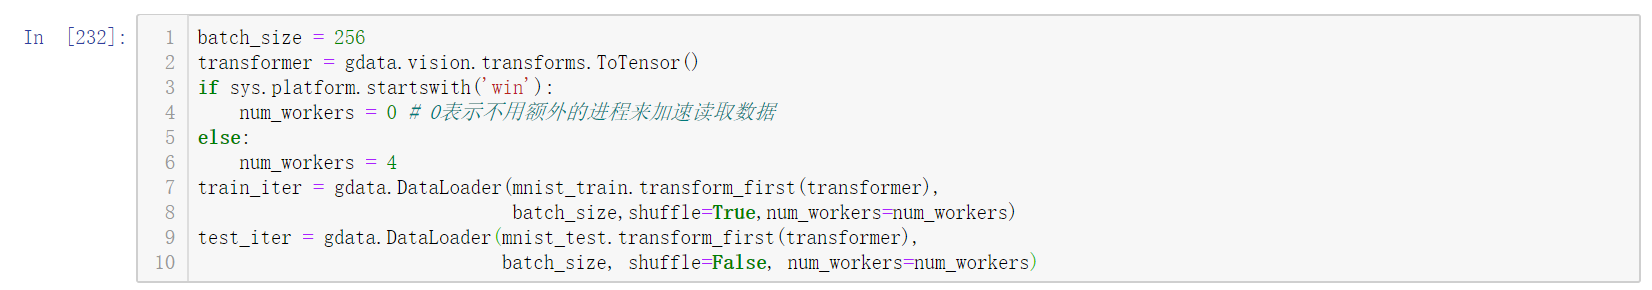 In [232]:
1 batch_size = 256
2 transformer = gdata.vision.transforms.ToTensor()
3 if sys.platform.startswith('win'):
4     num_workers = 0 # 0表示不用额外的进程来加速读取数据
5 else:
6     num_workers = 4
7 train_iter = gdata.DataLoader(mnist_train.transform_first(transformer),
8                               batch_size,shuffle=True,num_workers=num_workers)
9 test_iter = gdata.DataLoader(mnist_test.transform_first(transformer),
10                              batch_size, shuffle=False, num_workers=num_workers)